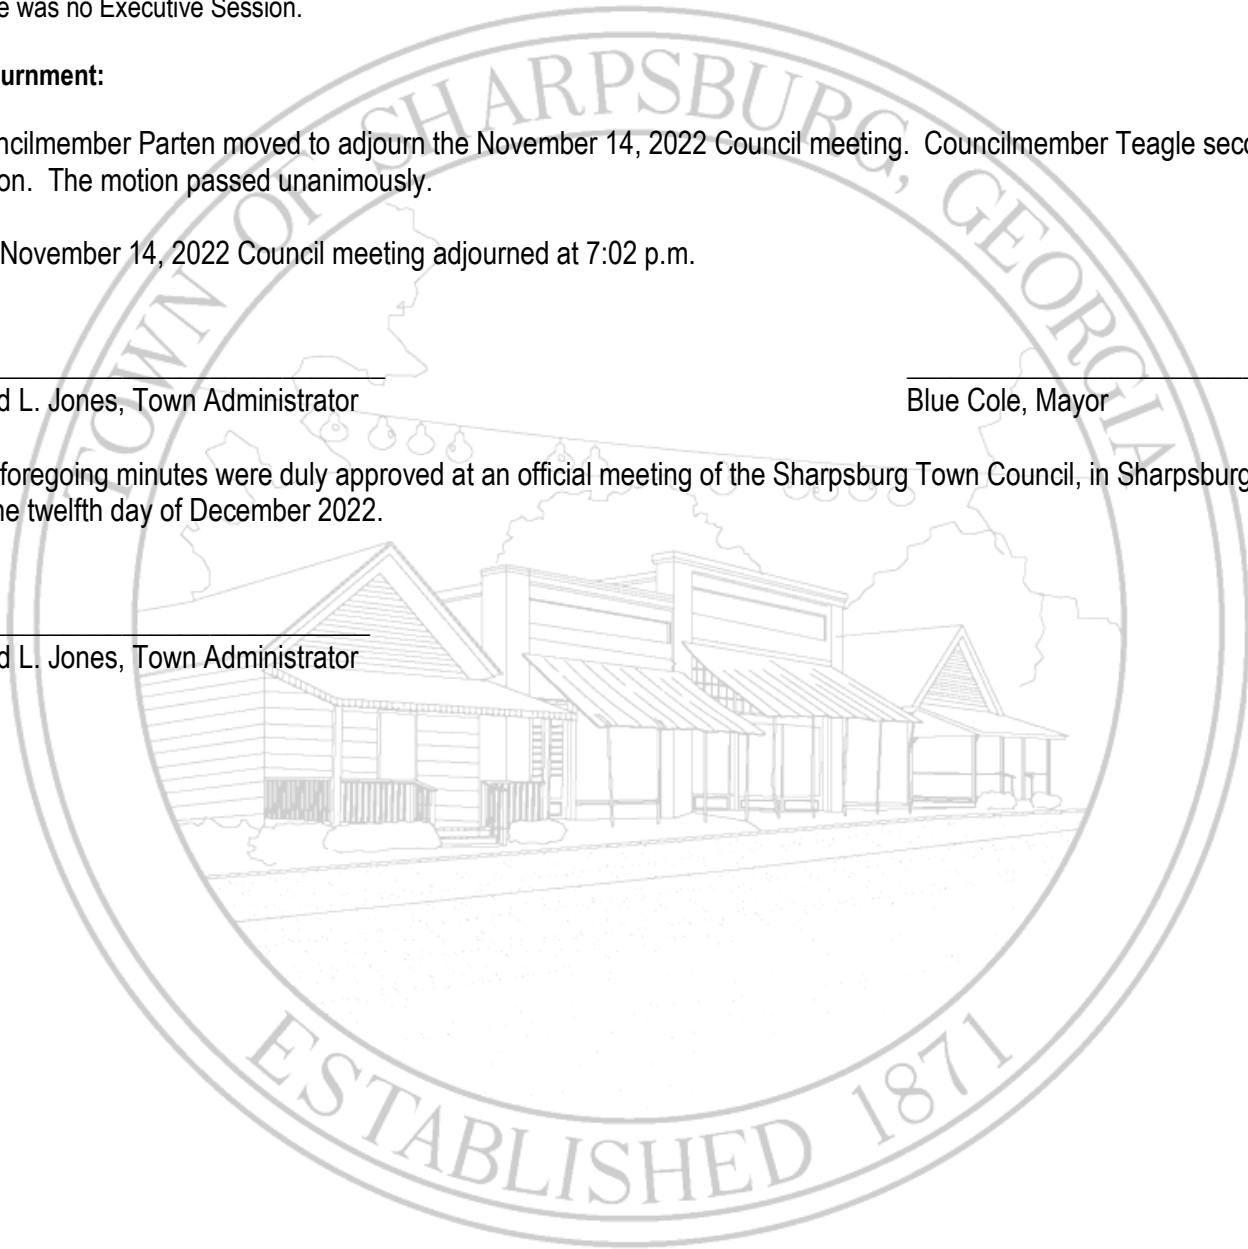 e was no Executive Session.
urnment:
ncilmember Parten moved to adjourn the November 14, 2022 Council meeting.  Councilmember Teagle seco
on.  The motion passed unanimously.
November 14, 2022 Council meeting adjourned at 7:02 p.m.
d L. Jones, Town Administrator
Blue Cole, Mayor
foregoing minutes were duly approved at an official meeting of the Sharpsburg Town Council, in Sharpsburg
he twelfth day of December 2022.
d L. Jones, Town Administrator
TOWN OF SHARPSBURG, GEORGIA
ESTABLISHED 1871